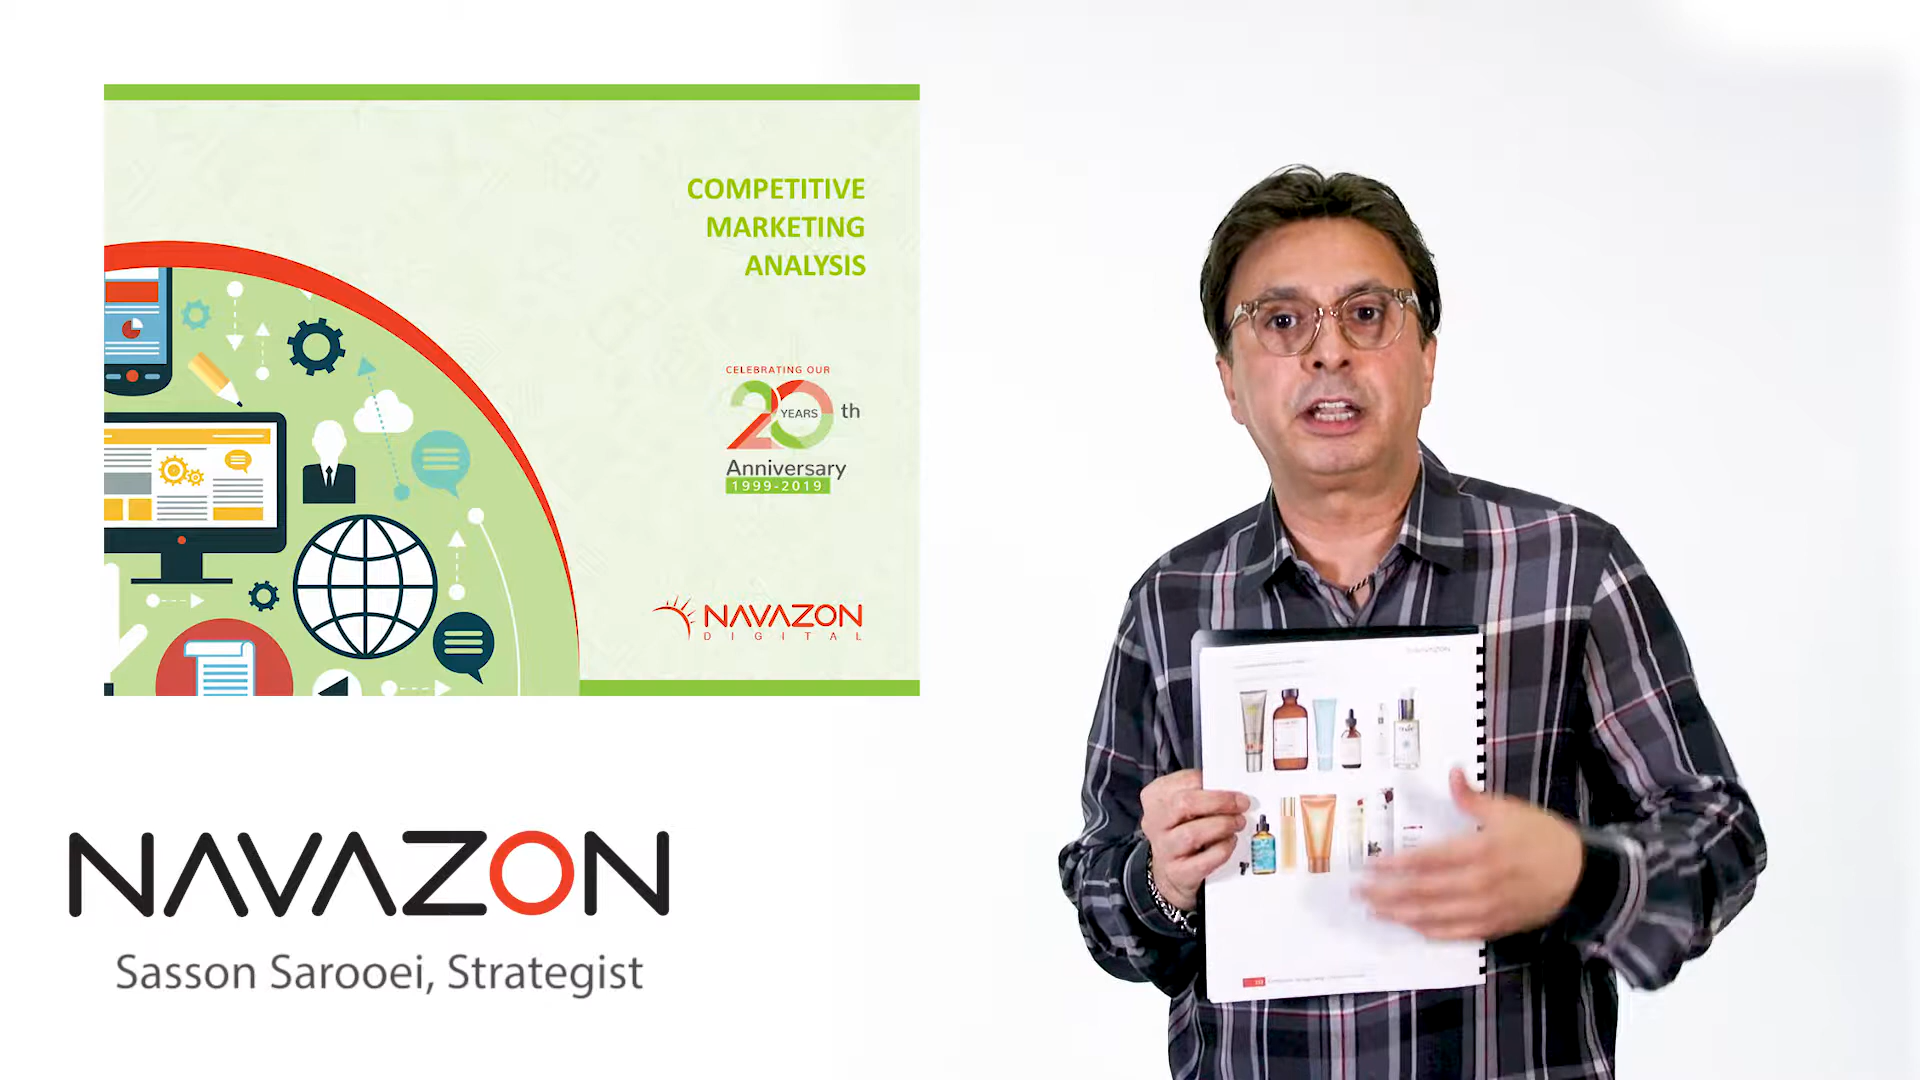 COMPETITIVE
MARKETING
ANALYSIS
CELEBRATING OUR
20 YEARS th
Anniversary
1999-2019
NAVAZON
DIGITAL
NAVAZON
Sasson Sarooei, Strategist